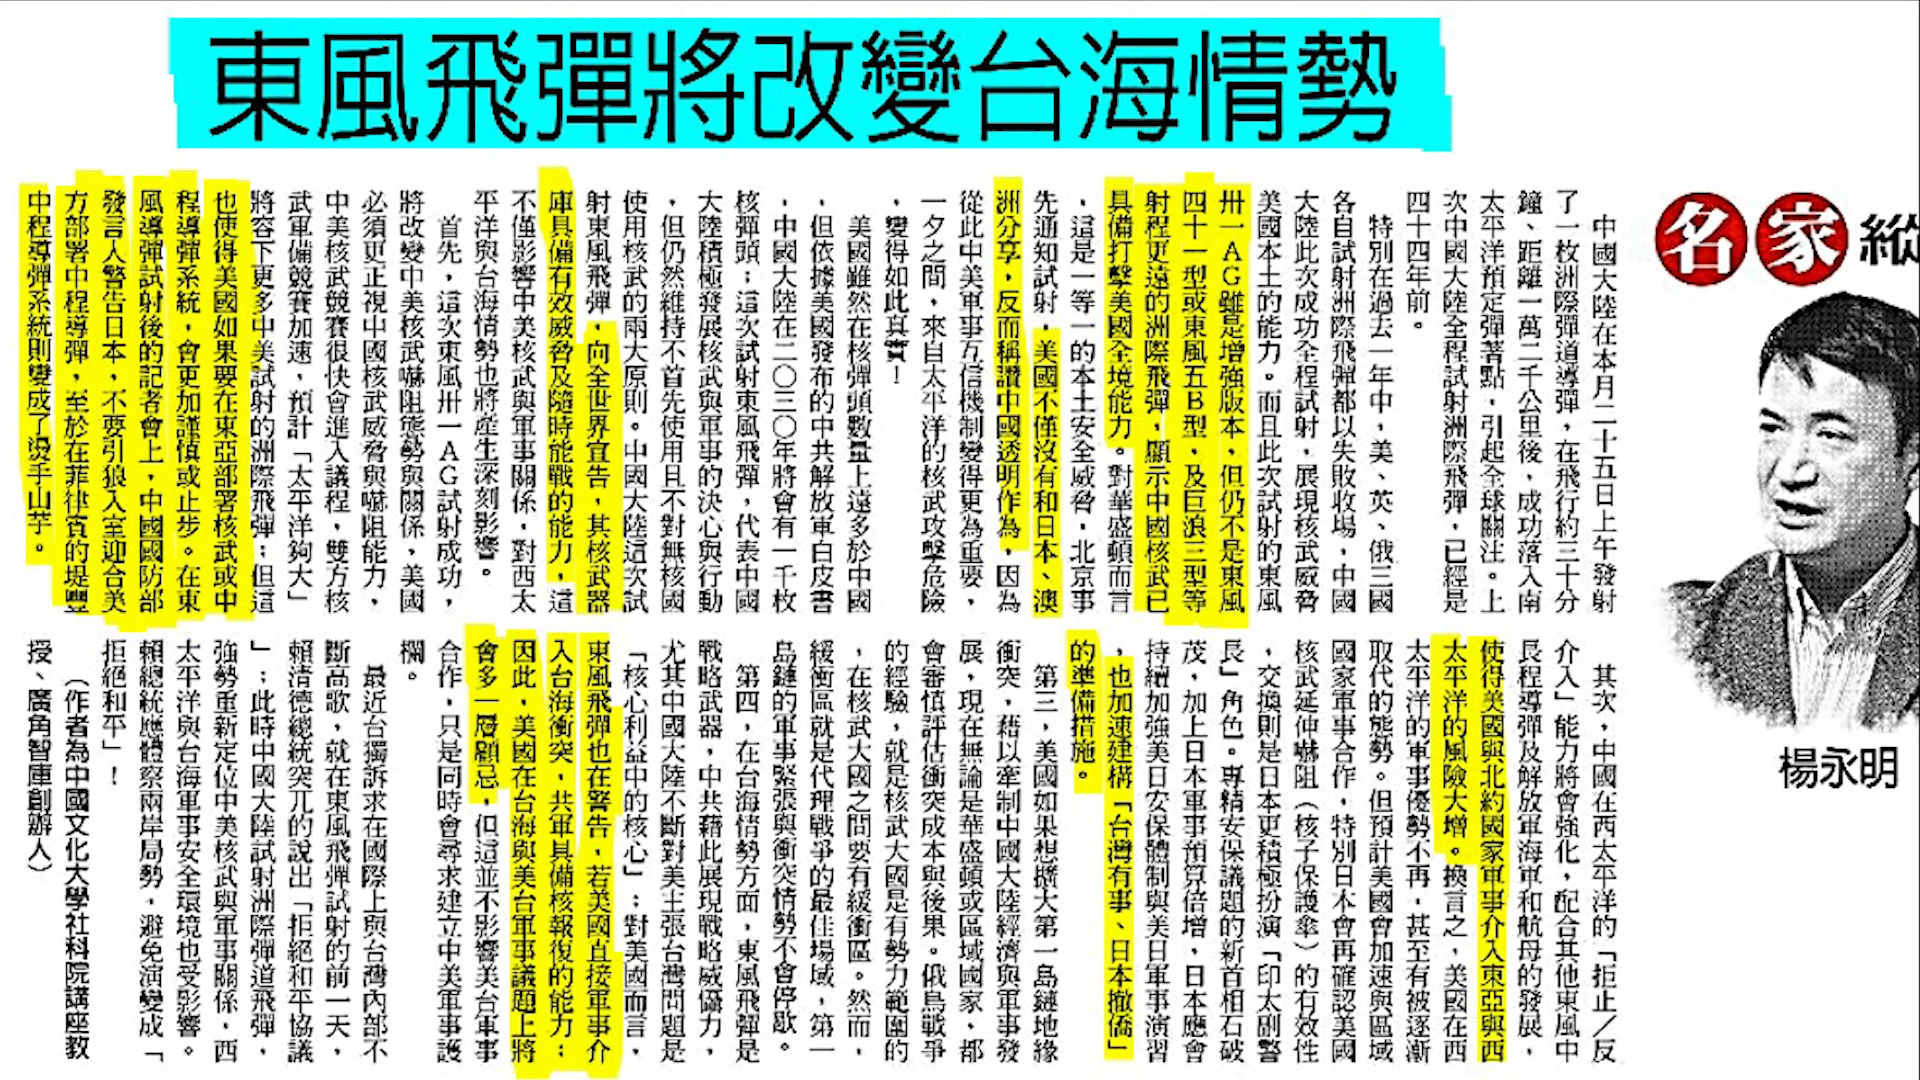 東風飛彈將改變台海情勢
名家縱
楊永明
中國大陸在本月二十五日上午發射
了一枚洲際彈道導彈，在飛行約三十分
鐘、距離一萬二千公里後，成功落入南
太平洋預定彈著點，引起全球關注。上
次中國大陸全程試射洲際飛彈，已經是
四十四年前。
特別在過去一年中，美、英、俄三國
各自試射洲際飛彈都以失敗收場，中國
大陸此次成功全程試射，展現核武威脅
美國本土的能力。而且此次試射的東風
卅一AG雖是增強版本，但仍不是東風
四十一型或東風五B型，及巨浪三型等
射程更遠的洲際飛彈，顯示中國核武已
具備打擊美國全境能力。對華盛頓而言
，這是一等一的本土安全威脅，北京事
先通知試射，美國不僅沒有和日本、澳
洲分享，反而稱讚中國透明作為，因為
從此中美軍事互信機制變得更為重要，
一夕之間，來自太平洋的核武攻擊危險
，變得如此真實！
美國雖然在核彈頭數量上遠多於中國
，但依據美國發布的中共解放軍白皮書
，中國大陸在二〇三〇年將會有一千枚
核彈頭；這次試射東風飛彈，代表中國
大陸積極發展核武與軍事的決心與行動
，但仍然維持不首先使用且不對無核國
使用核武的兩大原則。中國大陸這次試
射東風飛彈，向全世界宣告，其核武器
庫具備有效威脅及隨時能戰的能力，這
不僅影響中美核武與軍事關係，對西太
平洋與台海情勢也將產生深刻影響。
首先，這次東風卅一AG試射成功，
將改變中美核武嚇阻態勢與關係，美國
必須更正視中國核武威脅與嚇阻能力，
中美核武競賽很快會進入議程，雙方核
武軍備競賽加速，預計「太平洋夠大」
將容下更多中美試射的洲際飛彈；但這
也使得美國如果要在東亞部署核武或中
程導彈系統，會更加謹慎或止步。在東
風導彈試射後的記者會上，中國國防部
發言人警告日本，不要引狼入室迎合美
方部署中程導彈，至於在菲律賓的堤豐
中程導彈系統則變成了燙手山芋。
其次，中國在西太平洋的「拒止／反
介入」能力將會強化，配合其他東風中
長程導彈及解放軍海軍和航母的發展，
使得美國與北約國家軍事介入東亞與西
太平洋的風險大增。換言之，美國在西
太平洋的軍事優勢不再，甚至有被逐漸
取代的態勢。但預計美國會加速與區域
國家軍事合作，特別日本會再確認美國
核武延伸嚇阻（核子保護傘）的有效性
，交換則是日本更積極扮演「印太副警
長」角色。專精安保議題的新首相石破
茂，加上日本軍事預算倍增，日本應會
持續加強美日安保體制與美日軍事演習
，也加速建構「台灣有事、日本撤僑」
的準備措施。
第三，美國如果想擴大第一島鏈地緣
衝突，藉以牽制中國大陸經濟與軍事發
展，現在無論是華盛頓或區域國家，都
會審慎評估衝突成本與後果。俄烏戰爭
的經驗，就是核武大國是有勢力範圍的
，在核武大國之間要有緩衝區。然而，
緩衝區就是代理戰爭的最佳場域，第一
島鏈的軍事緊張與衝突情勢不會停歇。
第四，在台海情勢方面，東風飛彈是
戰略武器，中共藉此展現戰略威懾力，
尤其中國大陸不斷對美主張台灣問題是
「核心利益中的核心」；對美國而言，
東風飛彈也在警告，若美國直接軍事介
入台海衝突，共軍具備核報復的能力；
因此，美國在台海與美台軍事議題上將
會多一層顧忌，但這並不影響美台軍事
合作，只是同時會尋求建立中美軍事護
欄。
最近台獨訴求在國際上與台灣內部不
斷高歌，就在東風飛彈試射的前一天，
賴清德總統突兀的說出「拒絕和平協議
」；此時中國大陸試射洲際彈道飛彈，
強勢重新定位中美核武與軍事關係，西
太平洋與台海軍事安全環境也受影響。
賴總統應體察兩岸局勢，避免演變成「
拒絕和平」！
（作者為中國文化大學社科院講座教
授、廣角智庫創辦人）